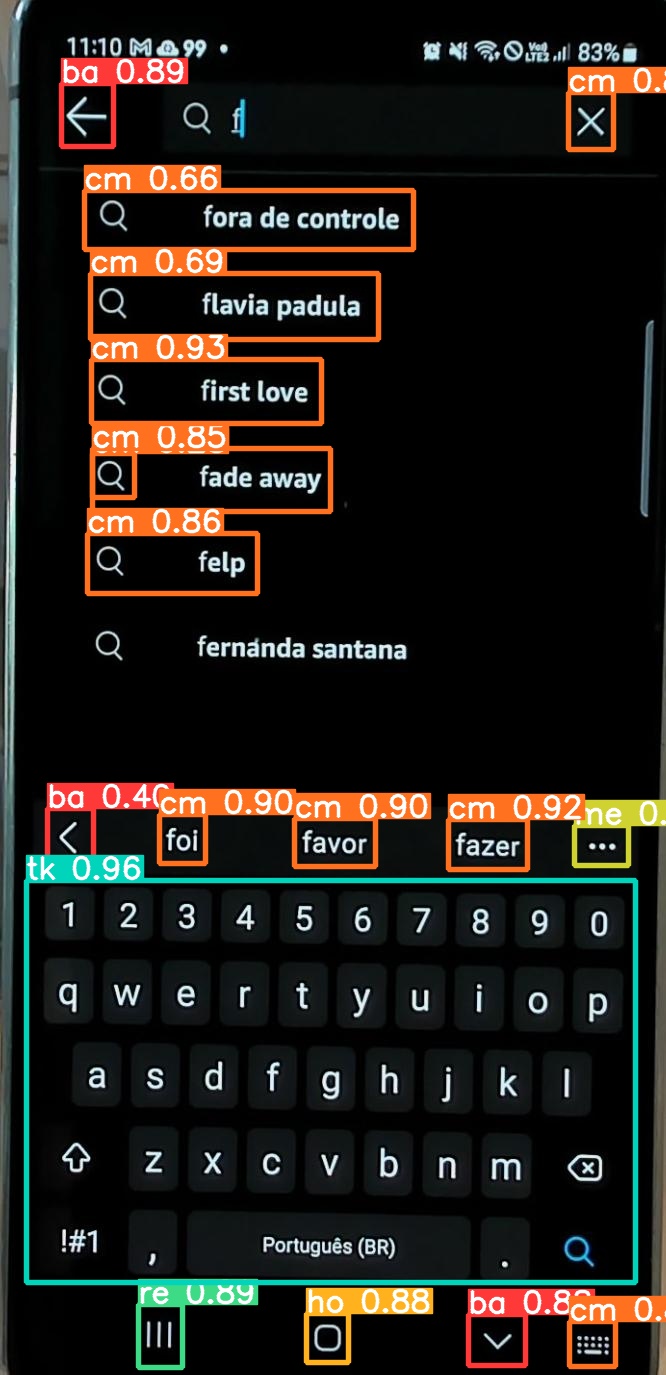 11:10 99 • Vo) LTE2 83%
ba 0.89
cm 0.8
f
cm 0.66
fora de controle
cm 0.69
flavia padula
cm 0.93
first love
cm 0.85
fade away
cm 0.86
felp
fernanda santana
ba 0.40 cm 0.90 cm 0.90 cm 0.92 me 0.
foi favor fazer ...
tk 0.96
1 2 3 4 5 6 7 8 9 0
q w e r t y u i o p
a s d f g h j k l
z x c v b n m
!#1 , Português (BR) .
re 0.89 ho 0.88 ba 0.8 cm 0.